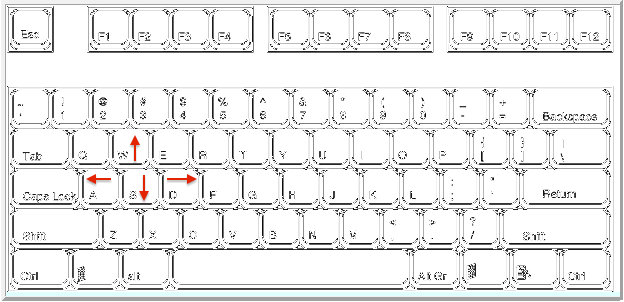 Esc F1 F2 F3 F4 F5 F6 F7 F8 F9 F10 F11 F12
~ ! @ # $ % ^ & * ( ) _ +
` 1 2 3 4 5 6 7 8 9 0 - = Backspace
Tab Q W E R T Y U I O P { [ } ] | \
Caps Lock A S D F G H J K L : ; " ' Return
Shift Z X C V B N M < , > . ? / Shift
Ctrl alt Alt Gr Ctrl